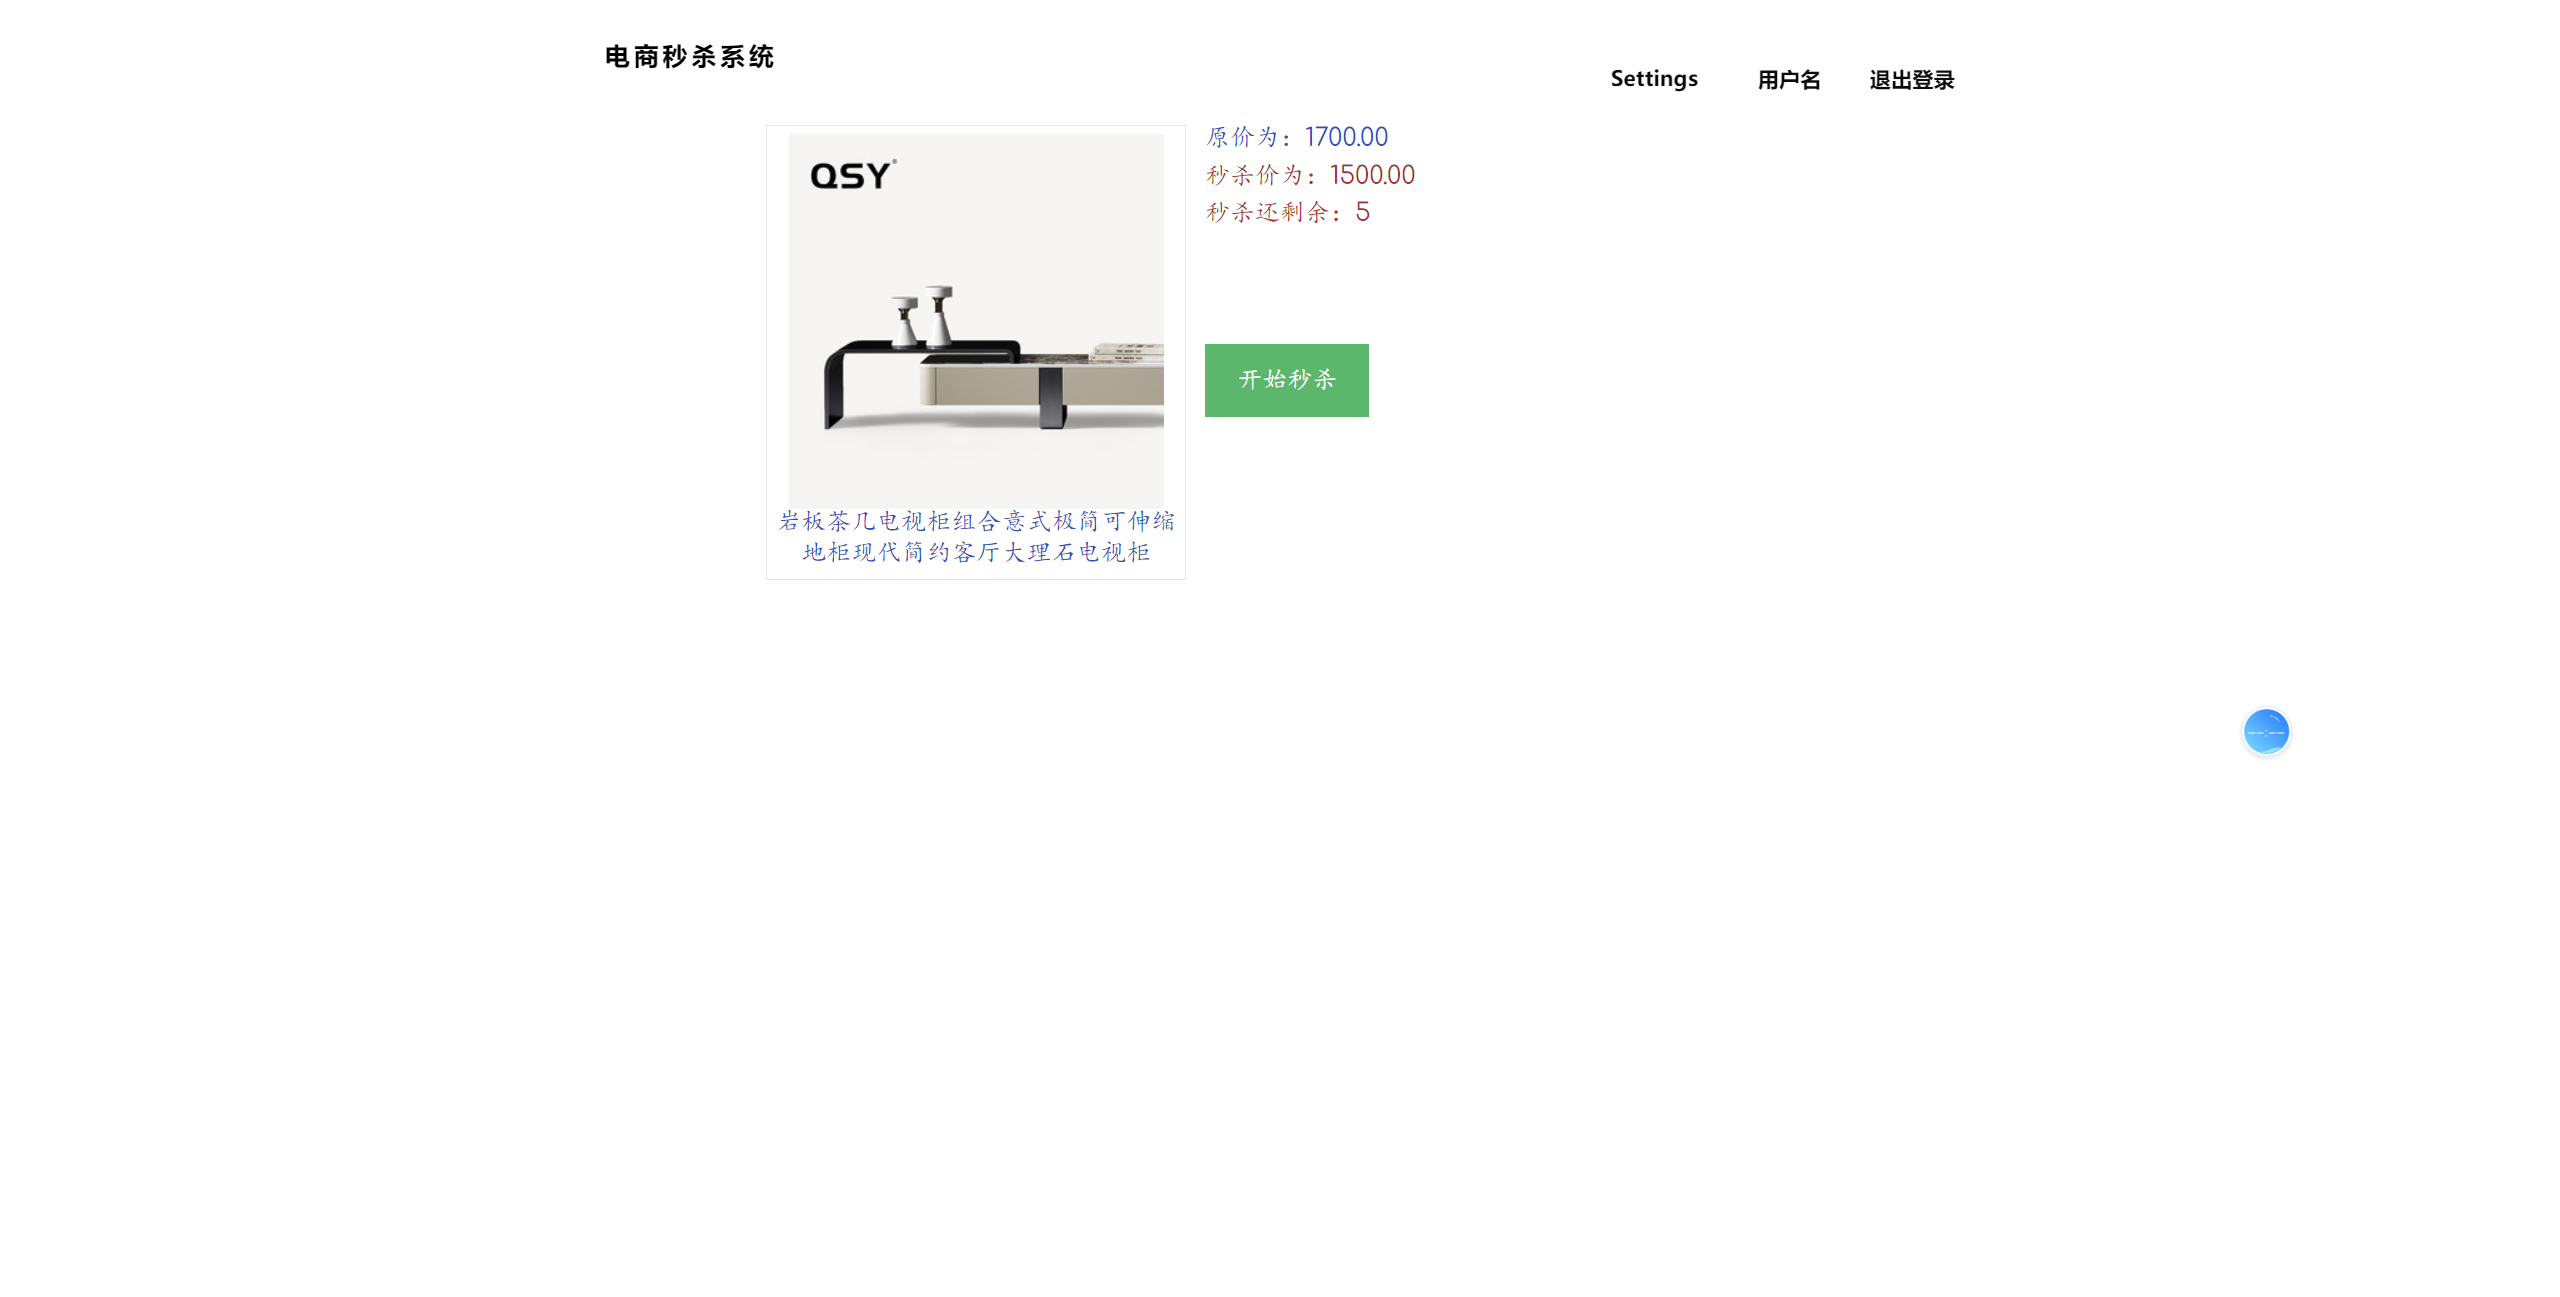 电商秒杀系统
Settings 用户名 退出登录
QSY
原价为：1700.00
秒杀价为：1500.00
秒杀还剩余：5
开始秒杀
岩板茶几电视柜组合意式极简可伸缩
地柜现代简约客厅大理石电视柜